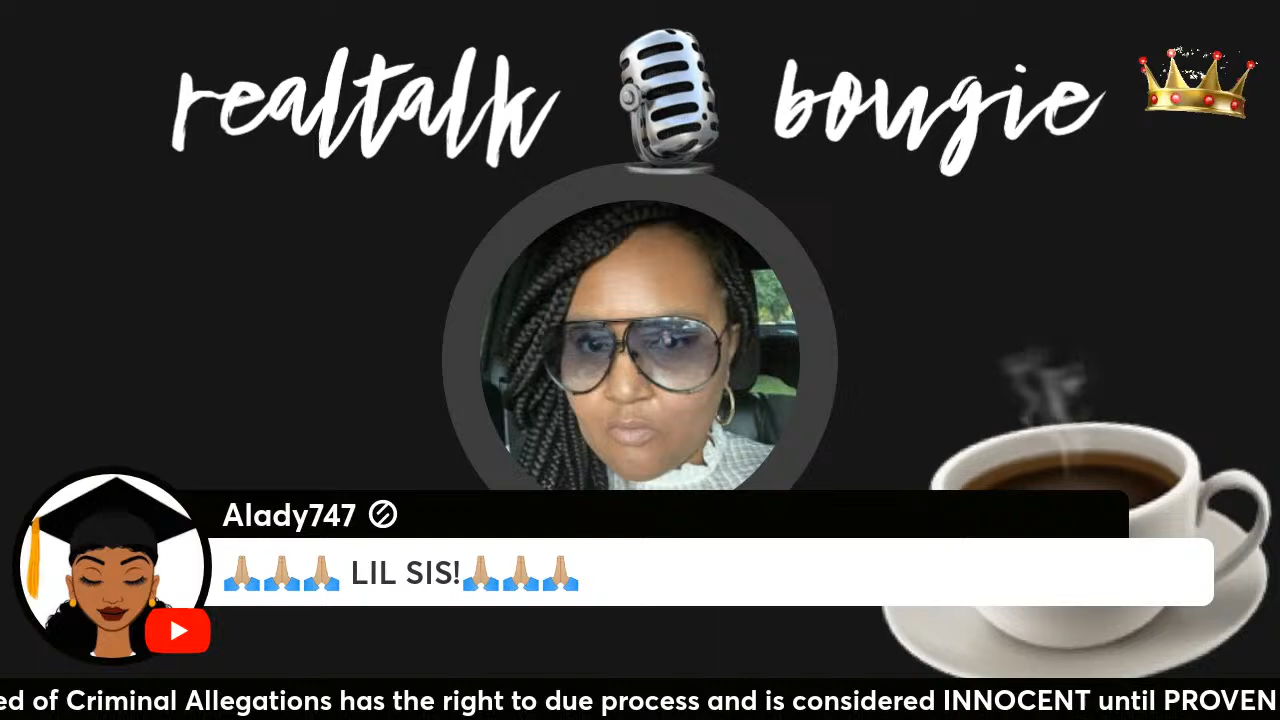 realtalk bougie
Alady747
🙏🏼🙏🏼🙏🏼 LIL SIS!🙏🏼🙏🏼🙏🏼
ed of Criminal Allegations has the right to due process and is considered INNOCENT until PROVEN